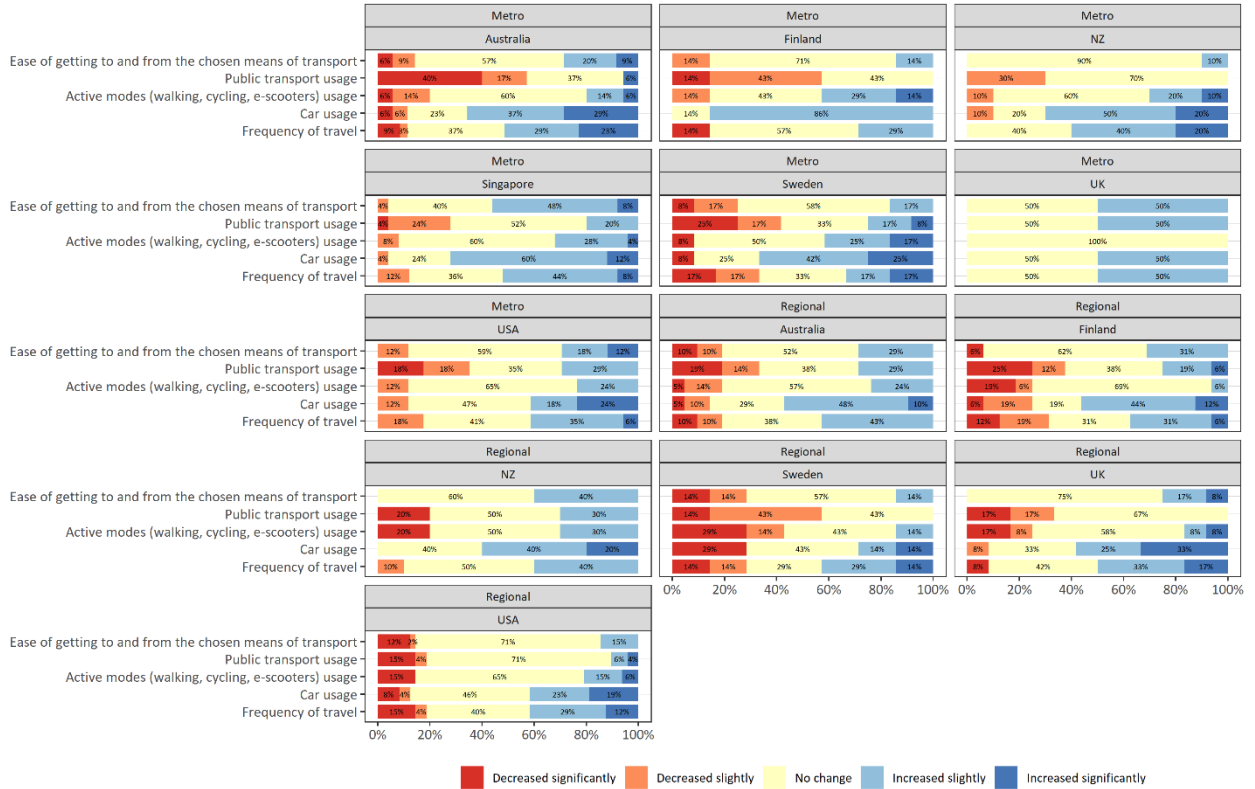 Metro Metro Metro
Australia Finland NZ
Ease of getting to and from the chosen means of transport 6% 9% 57% 20% 9% 14% 71% 14% 90% 10%
Public transport usage 40% 17% 37% 6% 14% 43% 43% 30% 70%
Active modes (walking, cycling, e-scooters) usage 6% 14% 60% 14% 6% 14% 43% 29% 14% 10% 60% 20% 10%
Car usage 6% 6% 23% 37% 29% 14% 86% 10% 20% 50% 20%
Frequency of travel 9% 3% 37% 29% 23% 14% 57% 29% 40% 40% 20%
Metro Metro Metro
Singapore Sweden UK
Ease of getting to and from the chosen means of transport 4% 40% 48% 8% 8% 17% 58% 17% 50% 50%
Public transport usage 4% 24% 52% 20% 25% 17% 33% 17% 8% 50% 50%
Active modes (walking, cycling, e-scooters) usage 8% 60% 28% 4% 8% 50% 25% 17% 100%
Car usage 4% 24% 60% 12% 8% 25% 42% 25% 50% 50%
Frequency of travel 12% 36% 44% 8% 17% 17% 33% 17% 17% 50% 50%
Metro Regional Regional
USA Australia Finland
Ease of getting to and from the chosen means of transport 12% 59% 18% 12% 10% 10% 52% 29% 6% 62% 31%
Public transport usage 18% 18% 35% 29% 19% 14% 38% 29% 25% 12% 38% 19% 6%
Active modes (walking, cycling, e-scooters) usage 12% 65% 24% 5% 14% 57% 24% 19% 6% 69% 6%
Car usage 12% 47% 18% 24% 5% 10% 29% 48% 10% 6% 19% 19% 44% 12%
Frequency of travel 18% 41% 35% 6% 10% 10% 38% 43% 12% 19% 31% 31% 6%
Regional Regional Regional
NZ Sweden UK
Ease of getting to and from the chosen means of transport 60% 40% 14% 14% 57% 14% 75% 17% 8%
Public transport usage 20% 50% 30% 14% 43% 43% 17% 17% 67%
Active modes (walking, cycling, e-scooters) usage 20% 50% 30% 29% 14% 43% 14% 17% 8% 58% 8% 8%
Car usage 40% 40% 20% 29% 43% 14% 14% 8% 33% 25% 33%
Frequency of travel 10% 50% 40% 14% 14% 29% 29% 14% 8% 42% 33% 17%
Regional 0% 20% 40% 60% 80% 100% 0% 20% 40% 60% 80% 100%
USA
Ease of getting to and from the chosen means of transport 12% 2% 71% 15%
Public transport usage 15% 4% 71% 6% 4%
Active modes (walking, cycling, e-scooters) usage 15% 65% 15% 6%
Car usage 8% 4% 46% 23% 19%
Frequency of travel 15% 4% 40% 29% 12%
0% 20% 40% 60% 80% 100%
Decreased significantly Decreased slightly No change Increased slightly Increased significantly